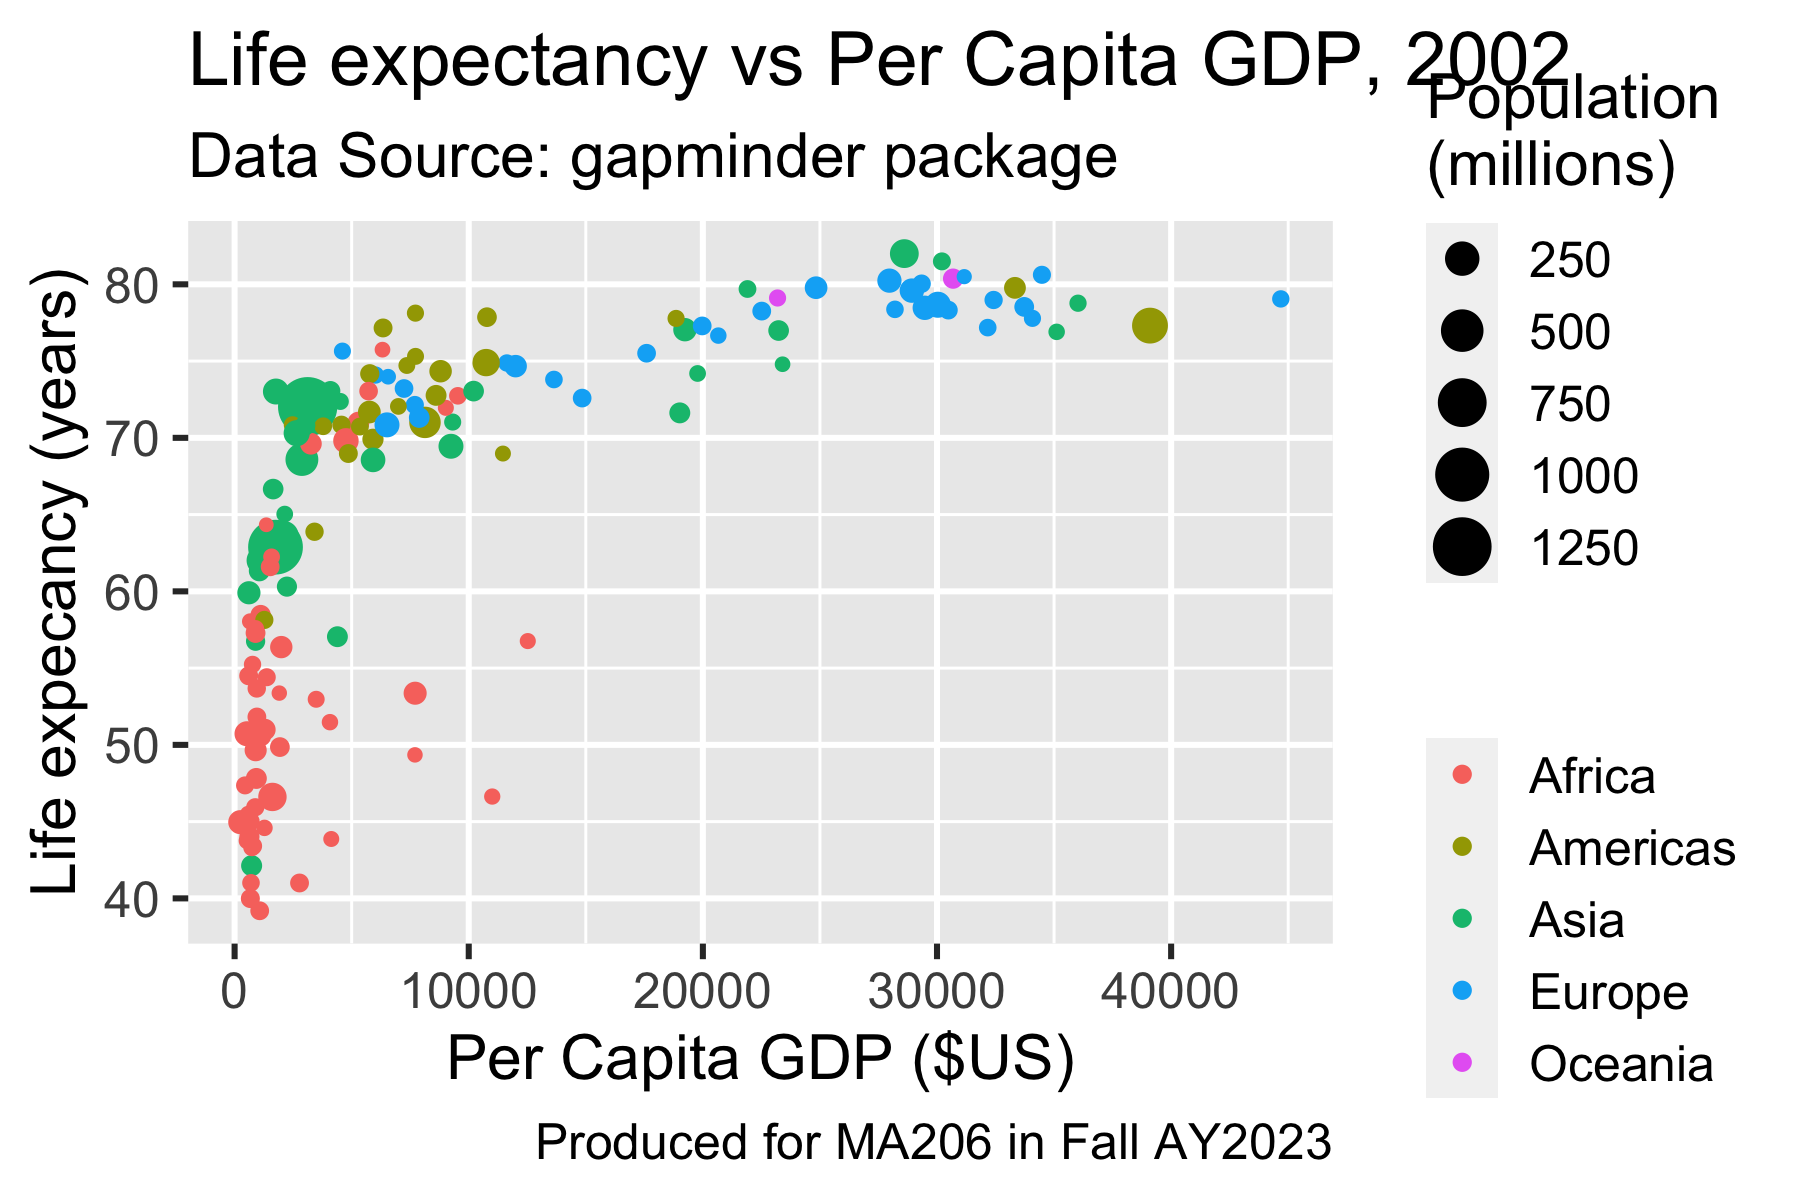 Life expectancy vs Per Capita GDP, 2002
Data Source: gapminder package
Population
(millions)
250
500
750
1000
1250
Africa
Americas
Asia
Europe
Oceania
Life expecancy (years)
80
70
60
50
40
0 10000 20000 30000 40000
Per Capita GDP ($US)
Produced for MA206 in Fall AY2023